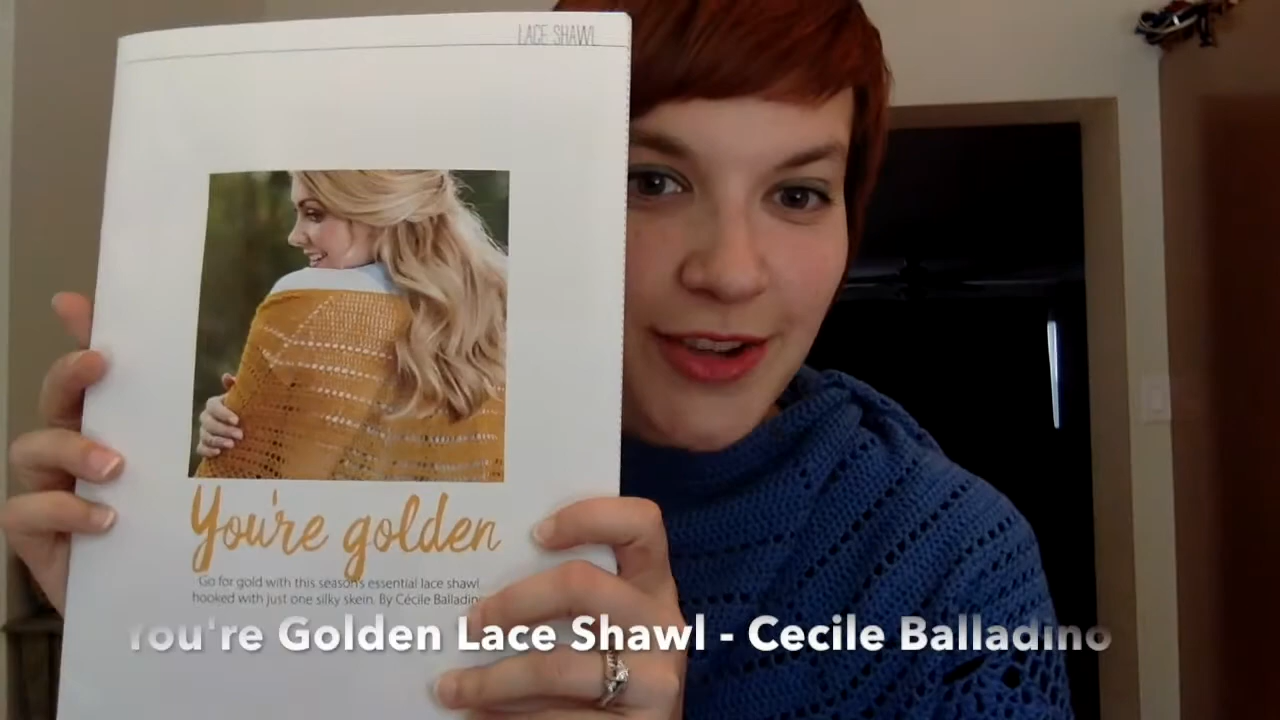 LACE SHAWL
You're golden
Go for gold with this season's essential lace shawl
hooked with just one silky skein. By Cécile Balladino
You're Golden Lace Shawl - Cecile Balladino